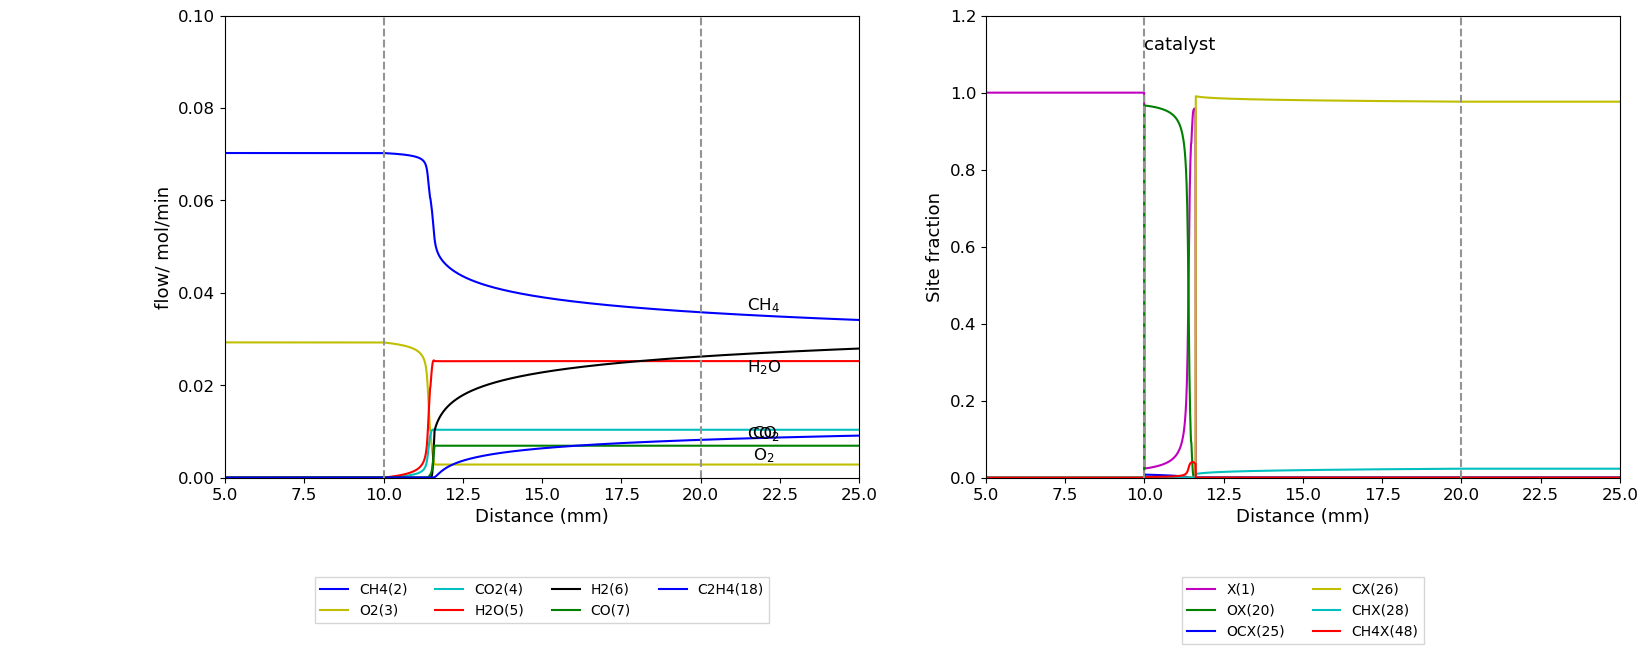 0.10
0.08
0.06
0.04
0.02
0.00
flow/ mol/min
CH₄
H₂O
CO
CO₂
O₂
5.0 7.5 10.0 12.5 15.0 17.5 20.0 22.5 25.0
Distance (mm)
CH4(2) CO2(4) H2(6) C2H4(18)
O2(3) H2O(5) CO(7)
1.2
1.0
0.8
0.6
0.4
0.2
0.0
Site fraction
catalyst
5.0 7.5 10.0 12.5 15.0 17.5 20.0 22.5 25.0
Distance (mm)
X(1) CX(26)
OX(20) CHX(28)
OCX(25) CH4X(48)